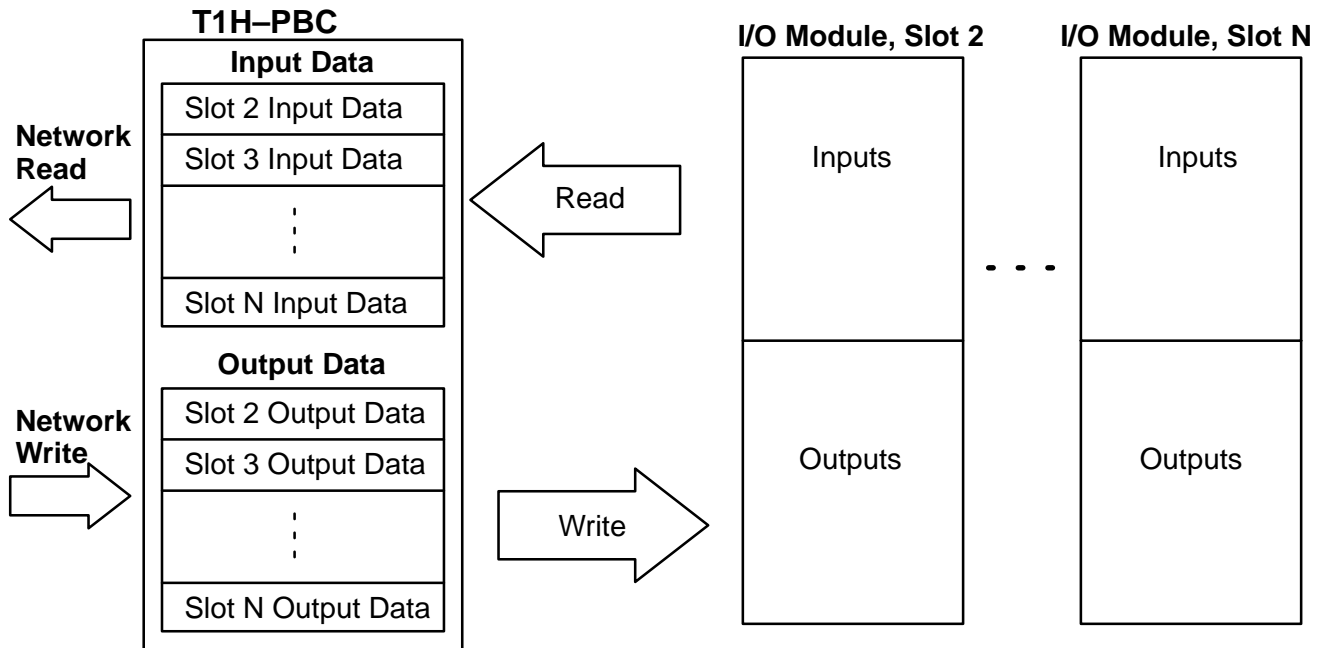 T1H–PBC
Input Data
Slot 2 Input Data
Slot 3 Input Data
Slot N Input Data
Output Data
Slot 2 Output Data
Slot 3 Output Data
Slot N Output Data
Network
Read
Network
Write
Read
Write
I/O Module, Slot 2
Inputs
Outputs
I/O Module, Slot N
Inputs
Outputs